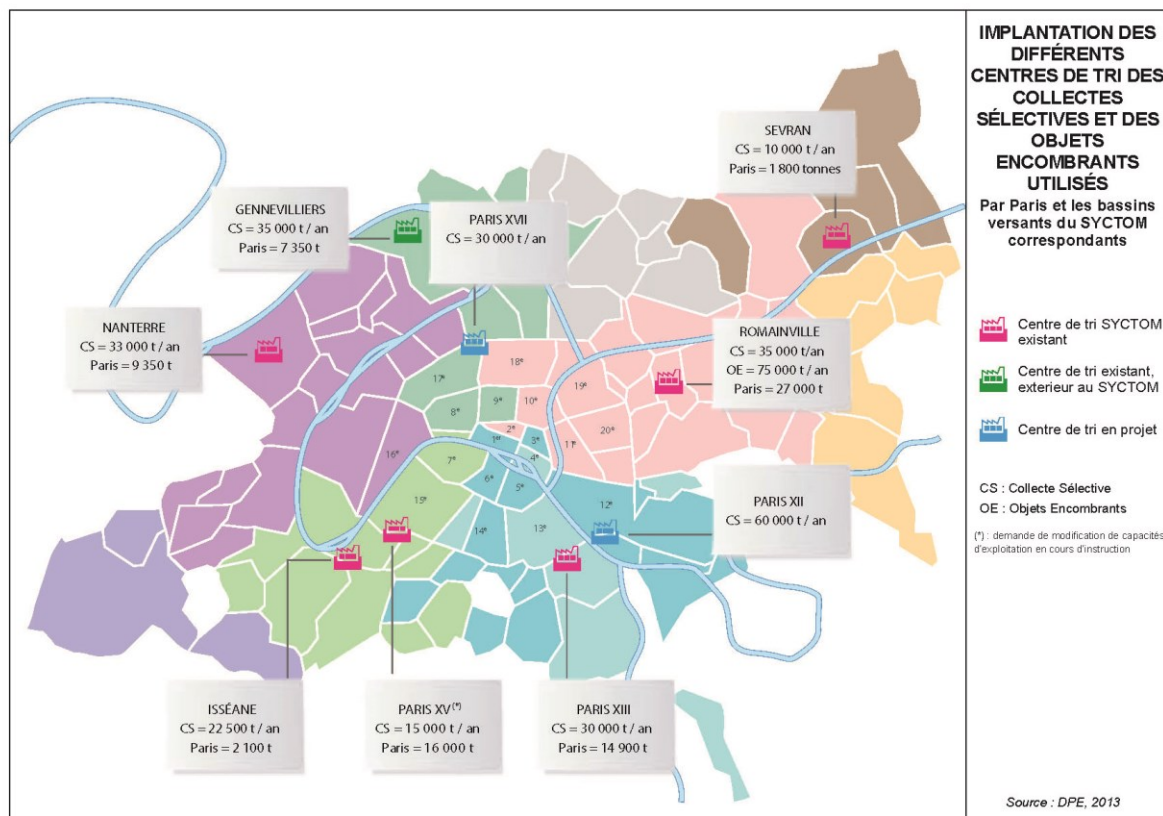 IMPLANTATION DES
DIFFÉRENTS
CENTRES DE TRI DES
COLLECTES
SÉLECTIVES ET DES
OBJETS
ENCOMBRANTS
UTILISÉS
Par Paris et les bassins
versants du SYCTOM
correspondants
SEVRAN
CS = 10 000 t / an
Paris = 1 800 tonnes
GENNEVILLIERS
CS = 35 000 t / an
Paris = 7 350 t
PARIS XVII
CS = 30 000 t / an
NANTERRE
CS = 33 000 t / an
Paris = 9 350 t
ROMAINVILLE
CS = 35 000 t/an
OE = 75 000 t / an
Paris = 27 000 t
18ᵉ
19ᵉ
17ᵉ
9ᵉ
10ᵉ
8ᵉ
2ᵉ
20ᵉ
1ᵉʳ
3ᵉ
11ᵉ
16ᵉ
7ᵉ
4ᵉ
6ᵉ
5ᵉ
15ᵉ
12ᵉ
14ᵉ
13ᵉ
PARIS XII
CS = 60 000 t / an
ISSÉANE
CS = 22 500 t / an
Paris = 2 100 t
PARIS XV(*)
CS = 15 000 t / an
Paris = 16 000 t
PARIS XIII
CS = 30 000 t / an
Paris = 14 900 t
Centre de tri SYCTOM
existant
Centre de tri existant,
exterieur au SYCTOM
Centre de tri en projet
CS : Collecte Sélective
OE : Objets Encombrants
(*) : demande de modification de capacités
d'exploitation en cours d'instruction
Source : DPE, 2013